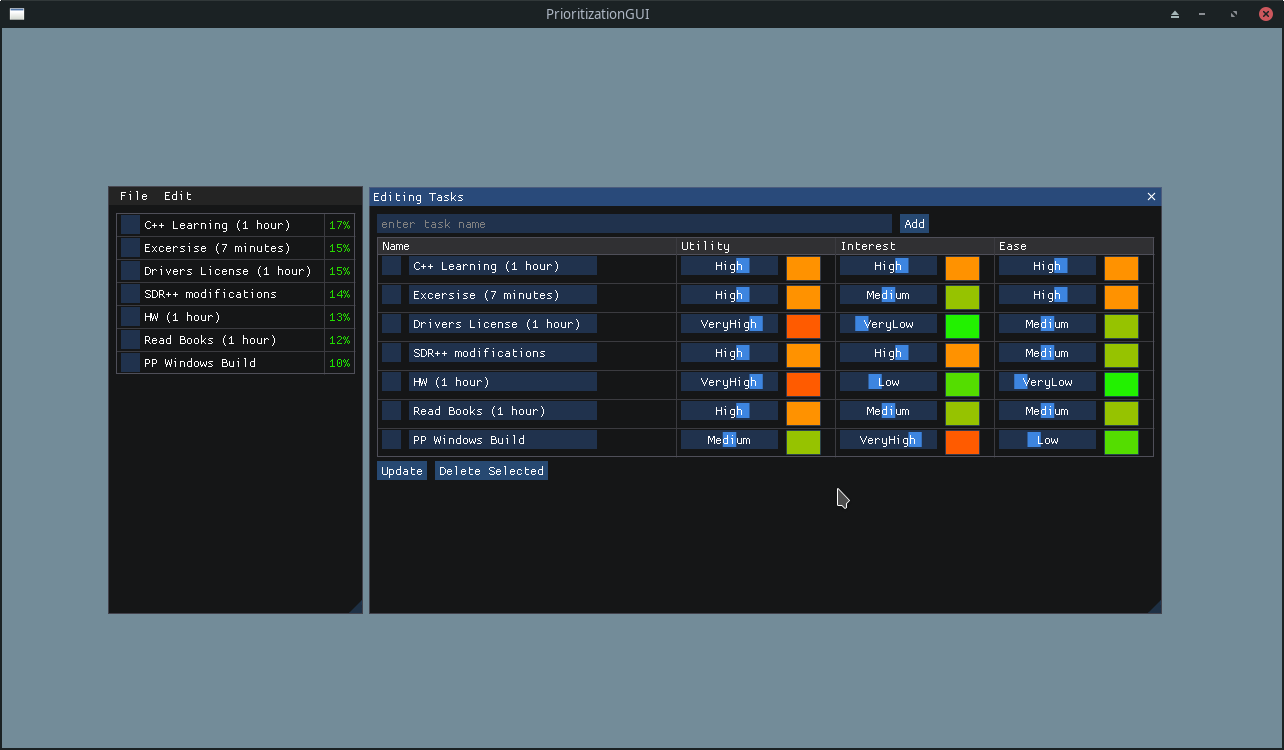 PrioritizationGUI
File Edit
C++ Learning (1 hour) 17%
Excersise (7 minutes) 15%
Drivers License (1 hour) 15%
SDR++ modifications 14%
HW (1 hour) 13%
Read Books (1 hour) 12%
PP Windows Build 10%
Editing Tasks
enter task name Add
Name Utility Interest Ease
C++ Learning (1 hour) High High High
Excersise (7 minutes) High Medium High
Drivers License (1 hour) VeryHigh VeryLow Medium
SDR++ modifications High High Medium
HW (1 hour) VeryHigh Low VeryLow
Read Books (1 hour) High Medium Medium
PP Windows Build Medium VeryHigh Low
Update Delete Selected